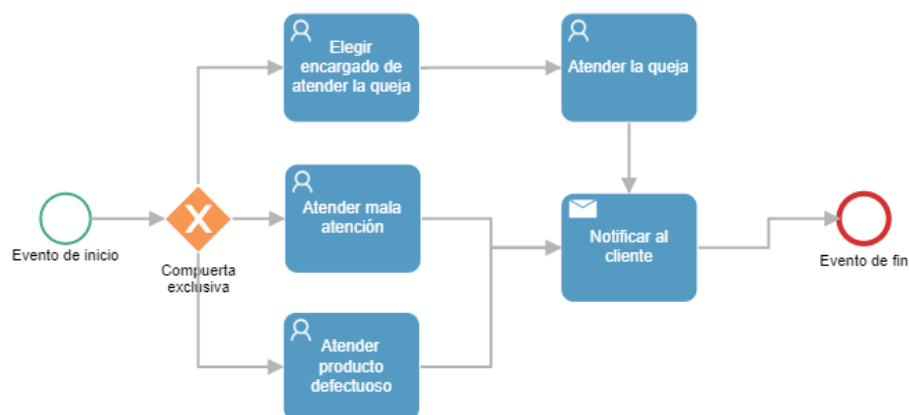 Elegir
encargado de
atender la queja
Atender la queja
Evento de inicio
X
Compuerta
exclusiva
Atender mala
atención
Notificar al
cliente
Evento de fin
Atender
producto
defectuoso